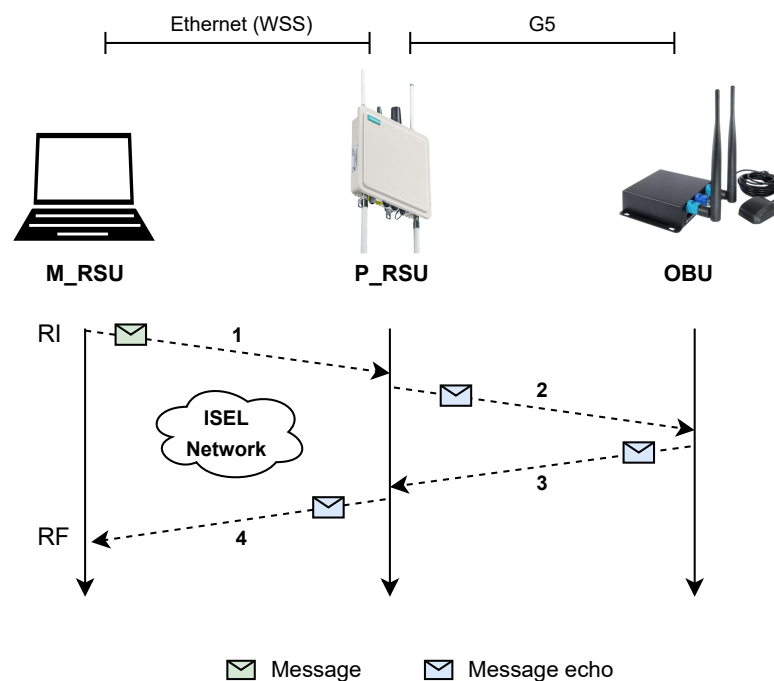 Ethernet (WSS)
G5
M_RSU
P_RSU
OBU
RI
1
2
ISEL
Network
3
4
RF
Message
Message echo